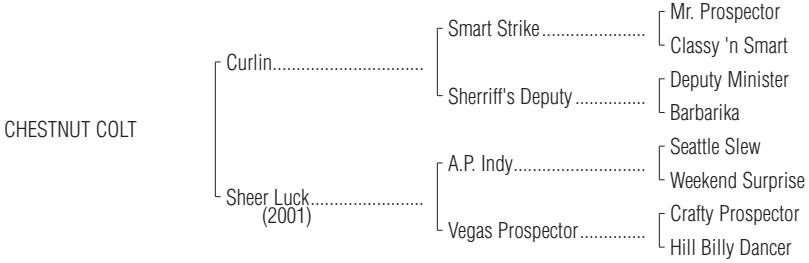 Mr. Prospector
Smart Strike......................
Classy 'n Smart
Curlin................................
Deputy Minister
Sherriff's Deputy...............
Barbarika
CHESTNUT COLT
Seattle Slew
A.P. Indy............................
Weekend Surprise
Sheer Luck........................
(2001)
Crafty Prospector
Vegas Prospector..............
Hill Billy Dancer